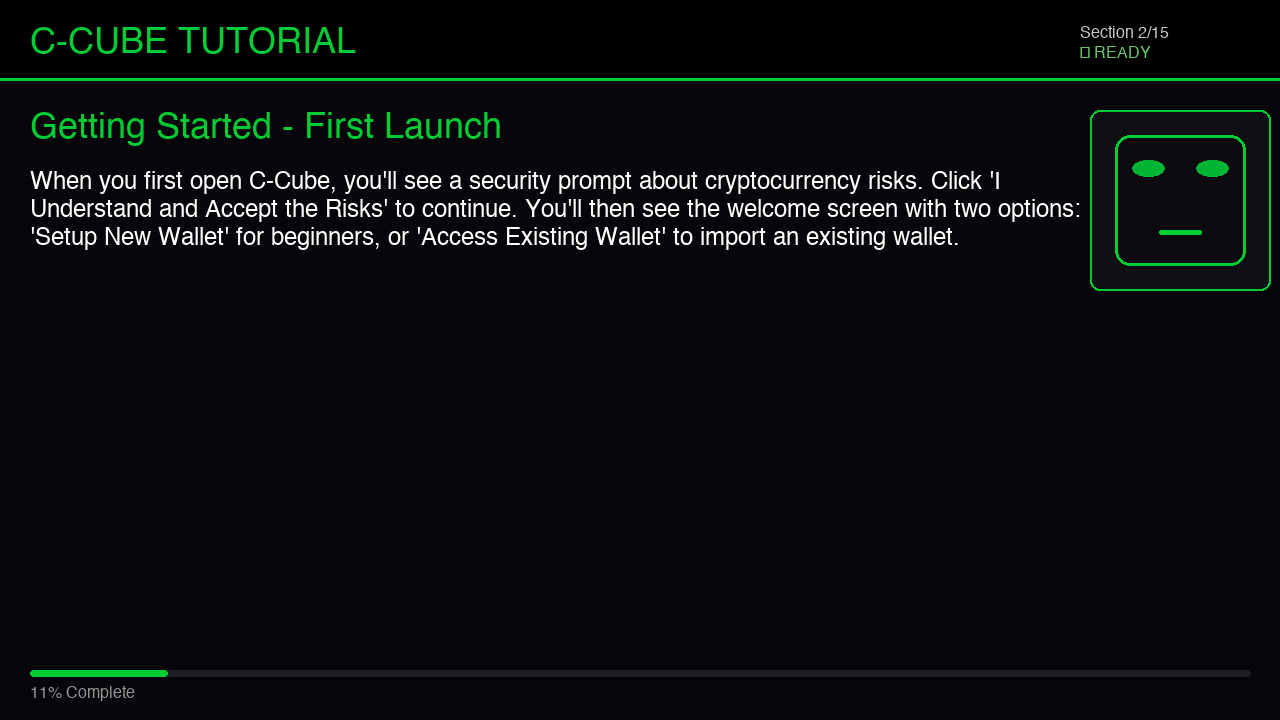 C-CUBE TUTORIAL
Section 2/15
READY
Getting Started - First Launch
When you first open C-Cube, you'll see a security prompt about cryptocurrency risks. Click 'I
Understand and Accept the Risks' to continue. You'll then see the welcome screen with two options:
'Setup New Wallet' for beginners, or 'Access Existing Wallet' to import an existing wallet.
11% Complete